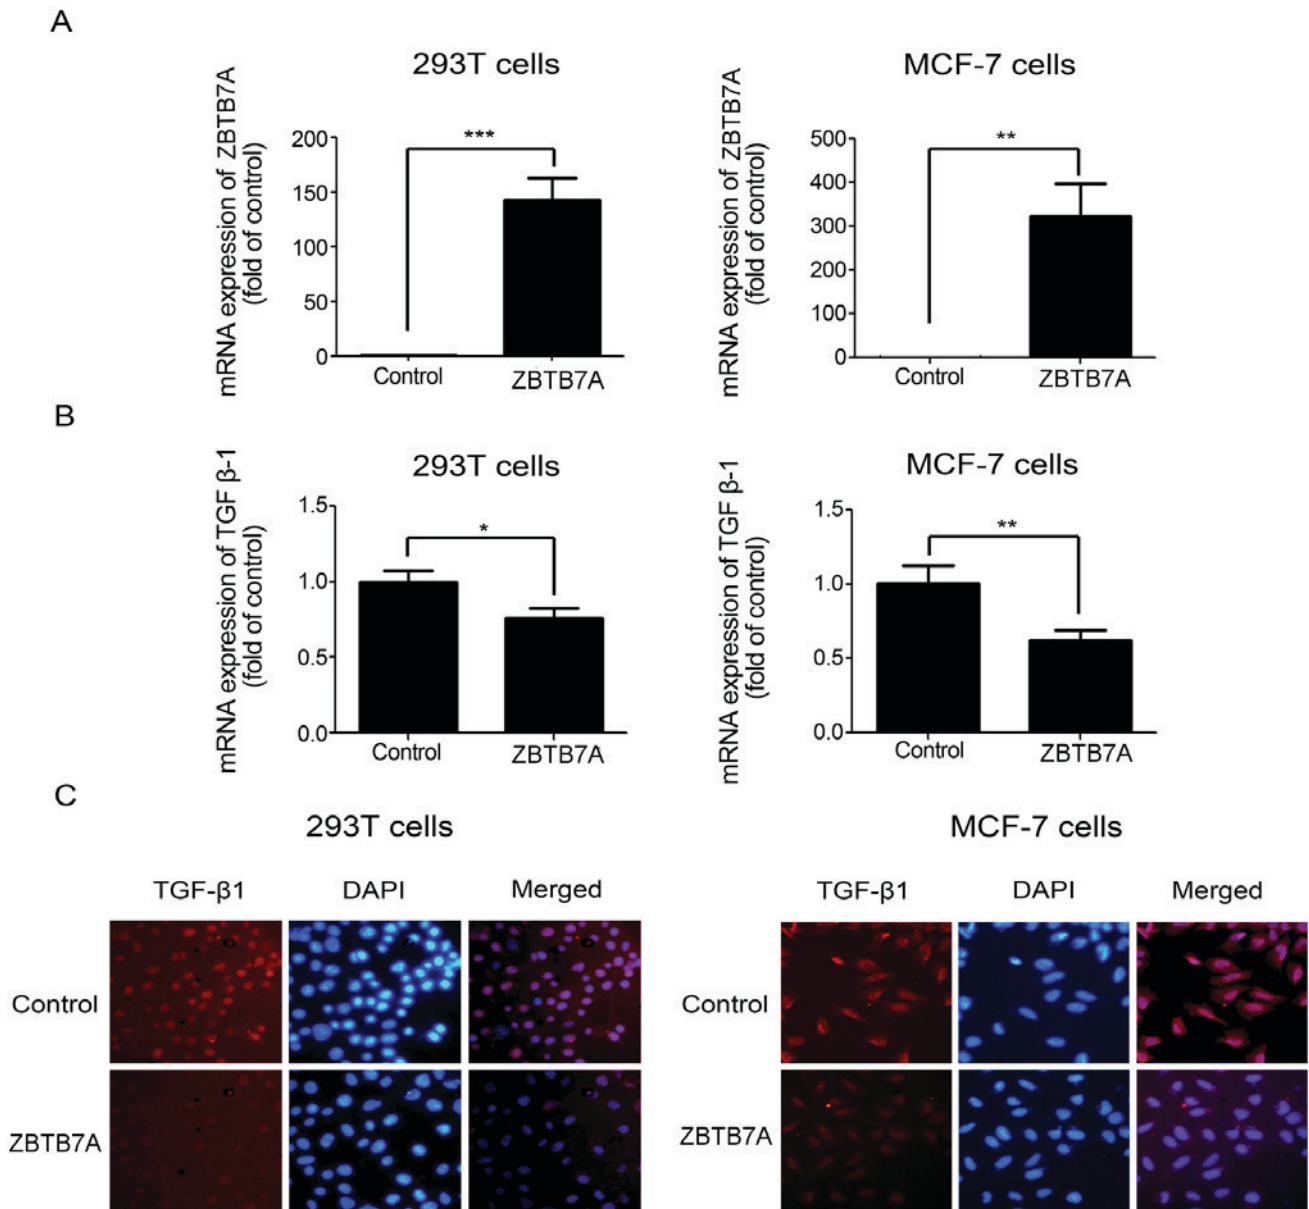 A
293T cells
MCF-7 cells
mRNA expression of ZBTB7A
(fold of control)
200
150
100
50
0
***
Control
ZBTB7A
mRNA expression of ZBTB7A
(fold of control)
500
400
300
200
100
0
**
Control
ZBTB7A
B
293T cells
MCF-7 cells
mRNA expression of TGF β-1
(fold of control)
1.5
1.0
0.5
0.0
*
Control
ZBTB7A
mRNA expression of TGF β-1
(fold of control)
1.5
1.0
0.5
0.0
**
Control
ZBTB7A
C
293T cells
MCF-7 cells
TGF-β1
DAPI
Merged
TGF-β1
DAPI
Merged
Control
Control
ZBTB7A
ZBTB7A